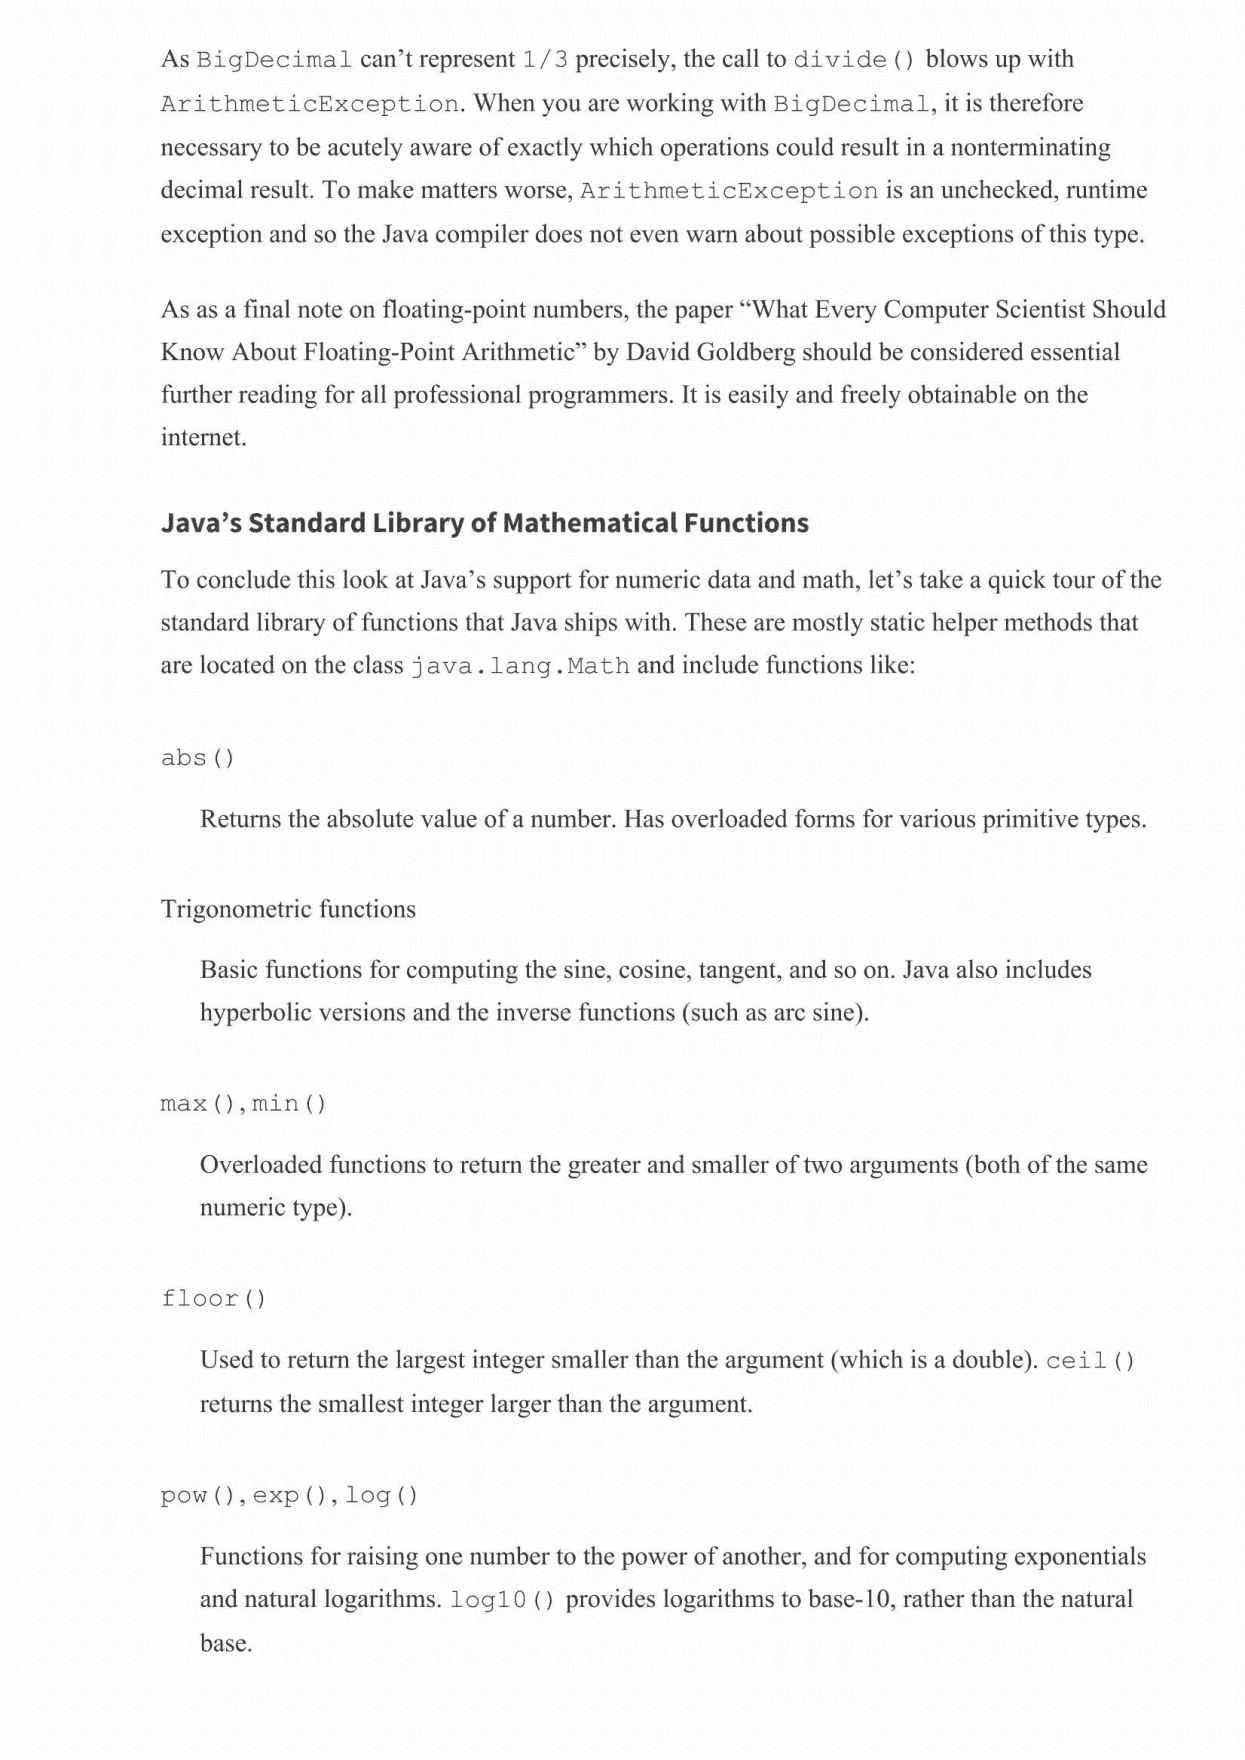 As BigDecimal can’t represent 1/3 precisely, the call to divide() blows up with
ArithmeticException. When you are working with BigDecimal, it is therefore
necessary to be acutely aware of exactly which operations could result in a nonterminating
decimal result. To make matters worse, ArithmeticException is an unchecked, runtime
exception and so the Java compiler does not even warn about possible exceptions of this type.
As as a final note on floating-point numbers, the paper “What Every Computer Scientist Should
Know About Floating-Point Arithmetic” by David Goldberg should be considered essential
further reading for all professional programmers. It is easily and freely obtainable on the
internet.
Java’s Standard Library of Mathematical Functions
To conclude this look at Java’s support for numeric data and math, let’s take a quick tour of the
standard library of functions that Java ships with. These are mostly static helper methods that
are located on the class java.lang.Math and include functions like:
abs()
Returns the absolute value of a number. Has overloaded forms for various primitive types.
Trigonometric functions
Basic functions for computing the sine, cosine, tangent, and so on. Java also includes
hyperbolic versions and the inverse functions (such as arc sine).
max(), min()
Overloaded functions to return the greater and smaller of two arguments (both of the same
numeric type).
floor()
Used to return the largest integer smaller than the argument (which is a double). ceil()
returns the smallest integer larger than the argument.
pow(), exp(), log()
Functions for raising one number to the power of another, and for computing exponentials
and natural logarithms. log10() provides logarithms to base-10, rather than the natural
base.